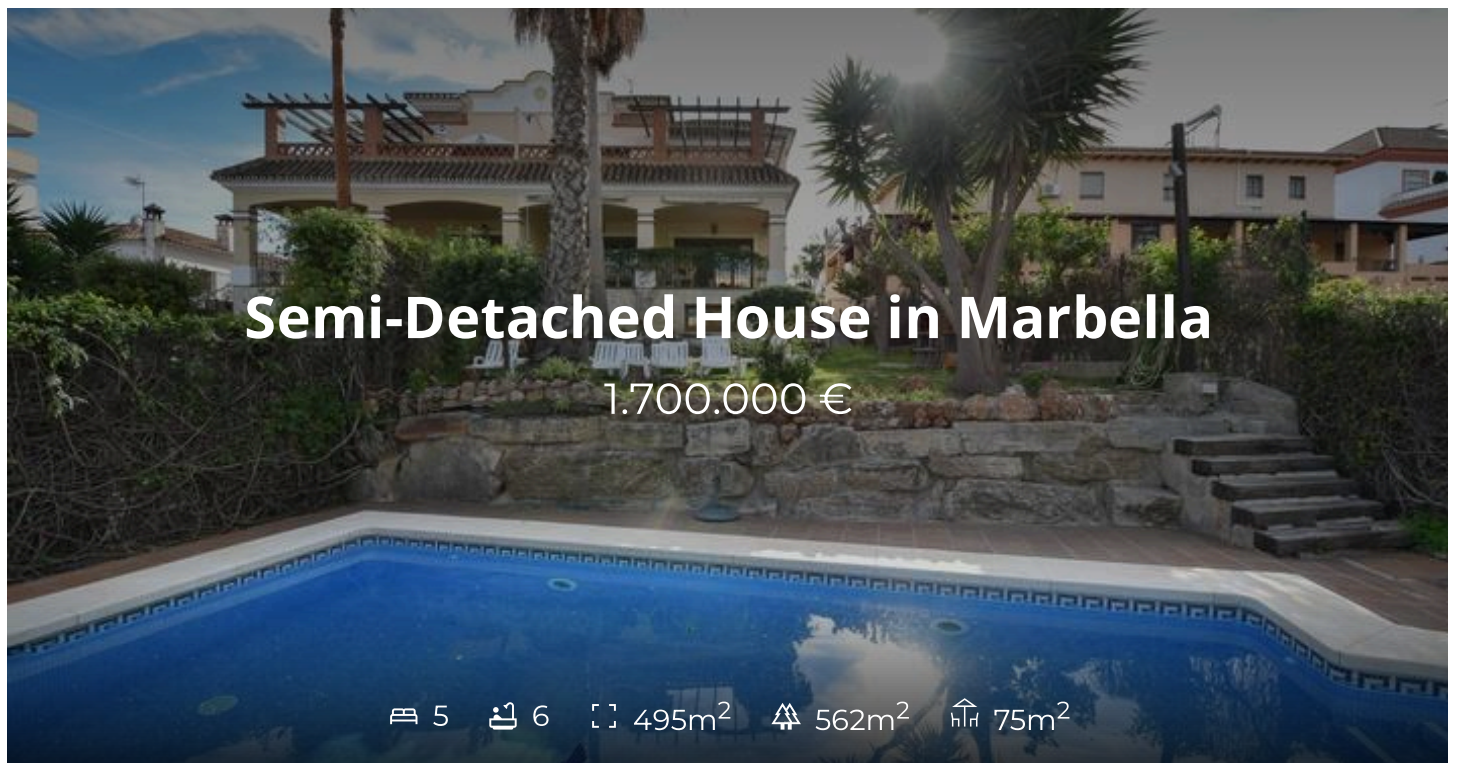 Semi-Detached House in Marbella
1.700.000 €
5 6 495m² 562m² 75m²